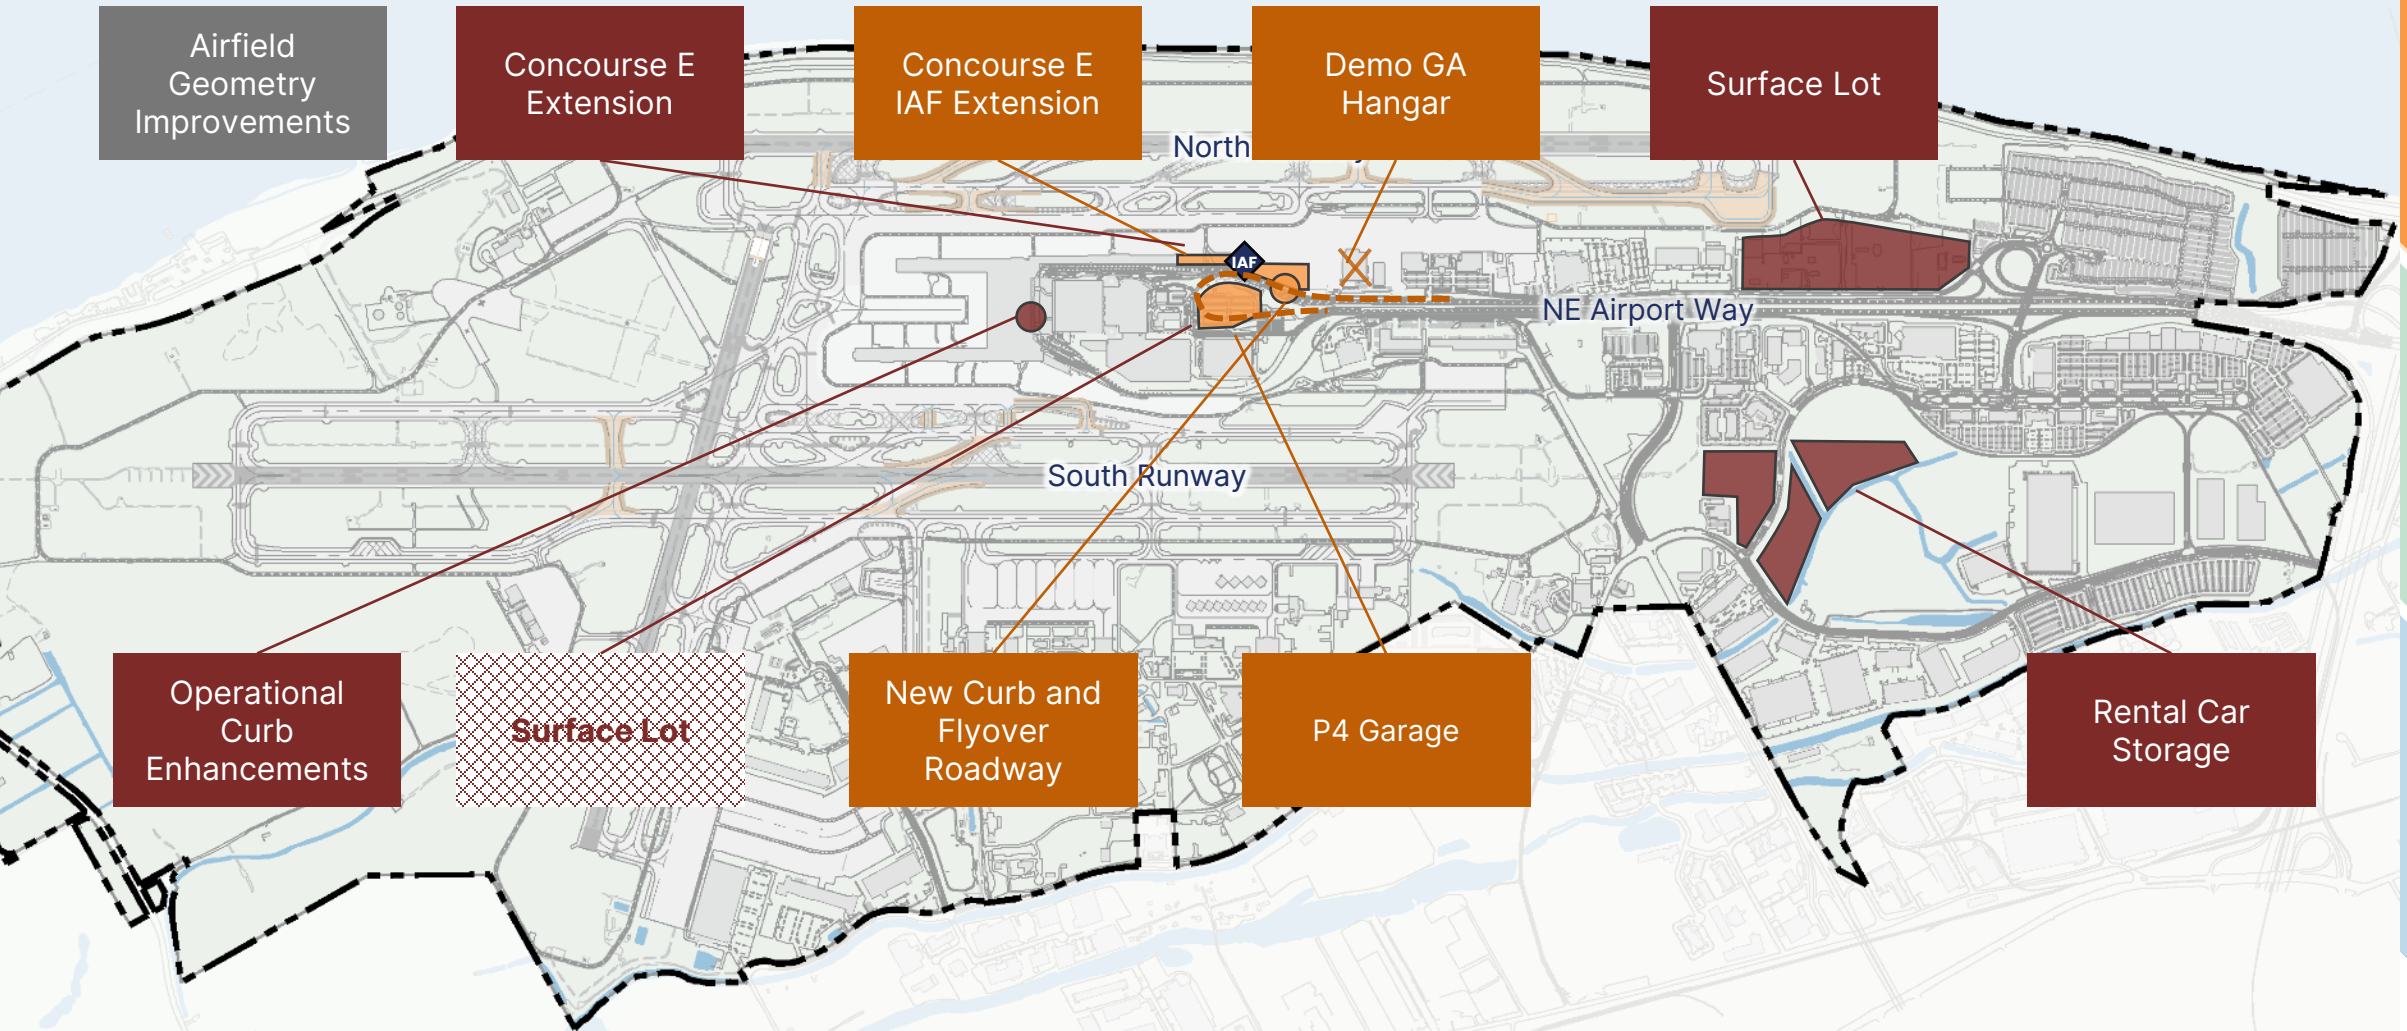 Airfield
Geometry
Improvements
Concourse E
Extension
Concourse E
IAF Extension
Demo GA
Hangar
Surface Lot
North
IAF
NE Airport Way
South Runway
Operational
Curb
Enhancements
Surface Lot
New Curb and
Flyover
Roadway
P4 Garage
Rental Car
Storage